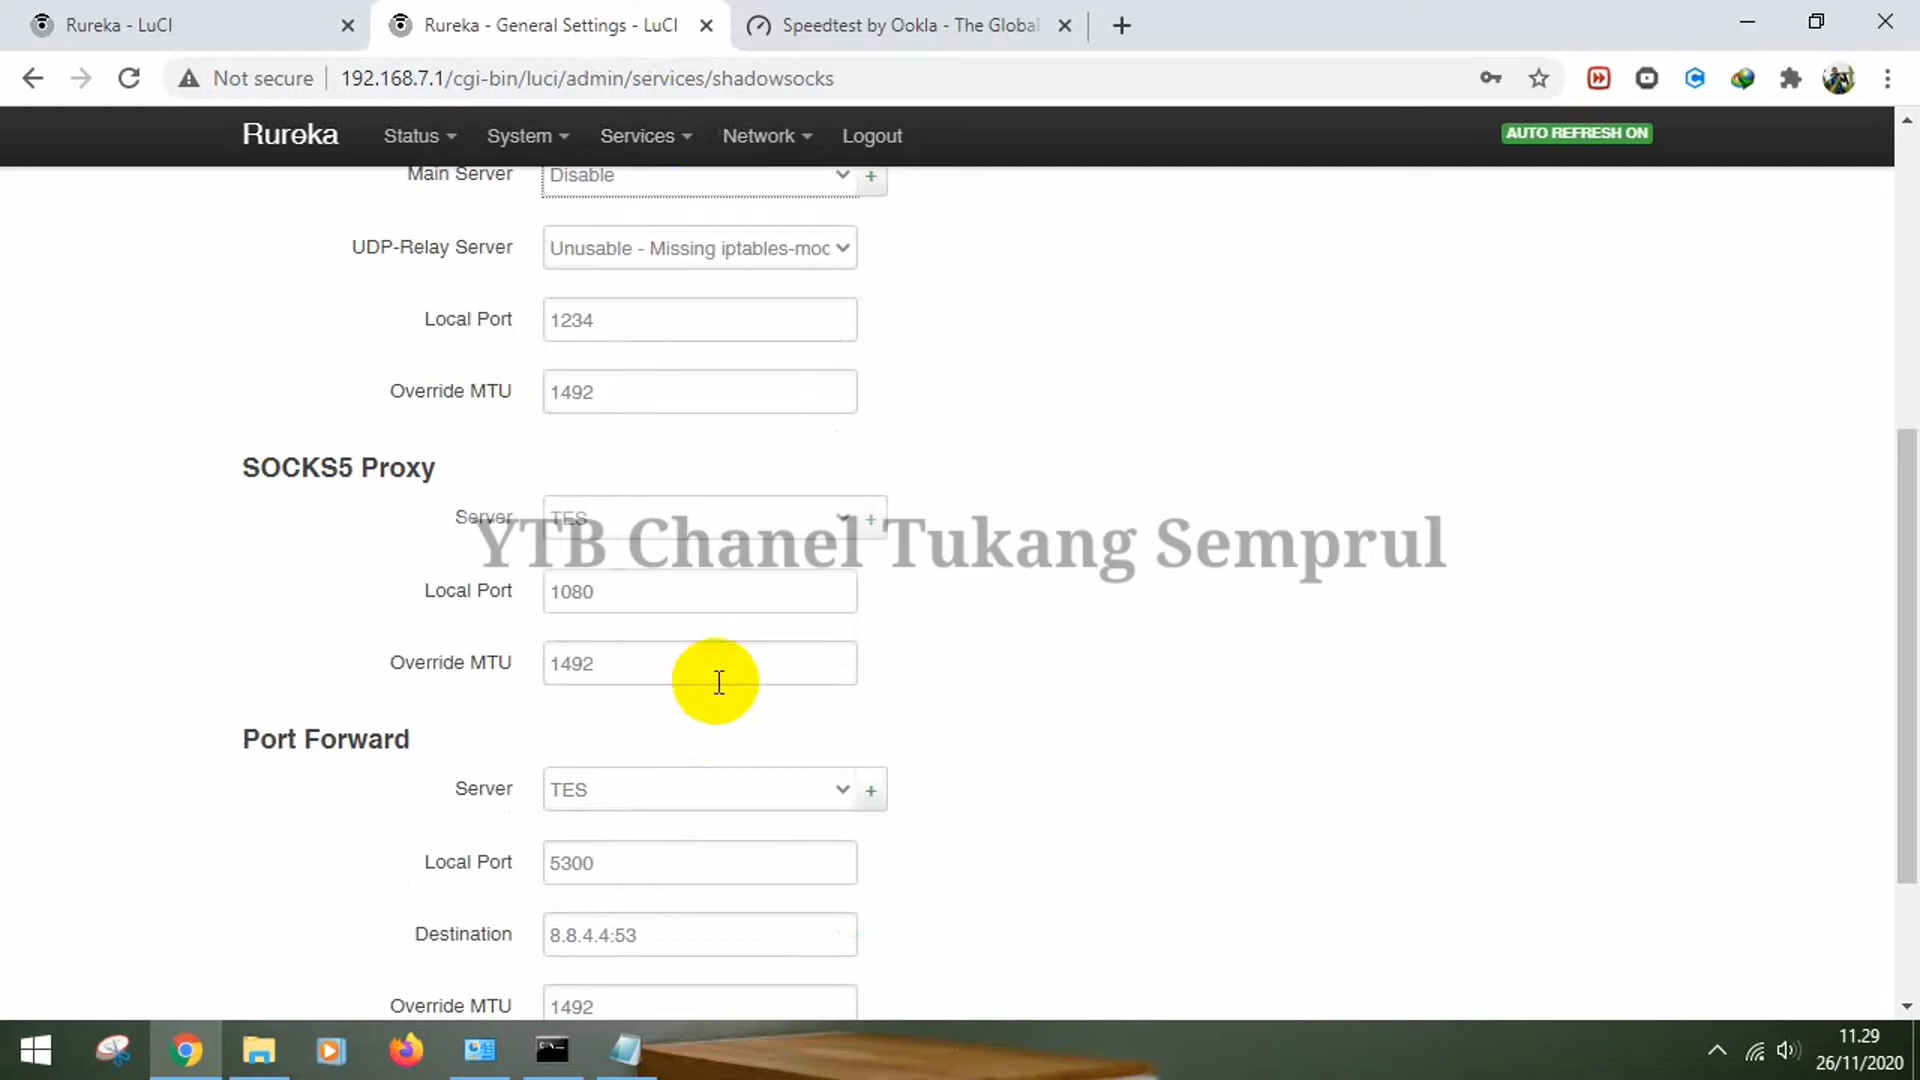 Rureka - LuCI
Rureka - General Settings - LuCI
Speedtest by Ookla - The Global
Not secure
192.168.7.1/cgi-bin/luci/admin/services/shadowsocks
Rureka
Status
System
Services
Network
Logout
AUTO REFRESH ON
Main Server
Disable
UDP-Relay Server
Unusable - Missing iptables-moc
Local Port
1234
Override MTU
1492
SOCKS5 Proxy
Server
TES
YTB Chanel Tukang Semprul
Local Port
1080
Override MTU
1492
Port Forward
Server
TES
Local Port
5300
Destination
8.8.4.4:53
Override MTU
1492
11.29
26/11/2020